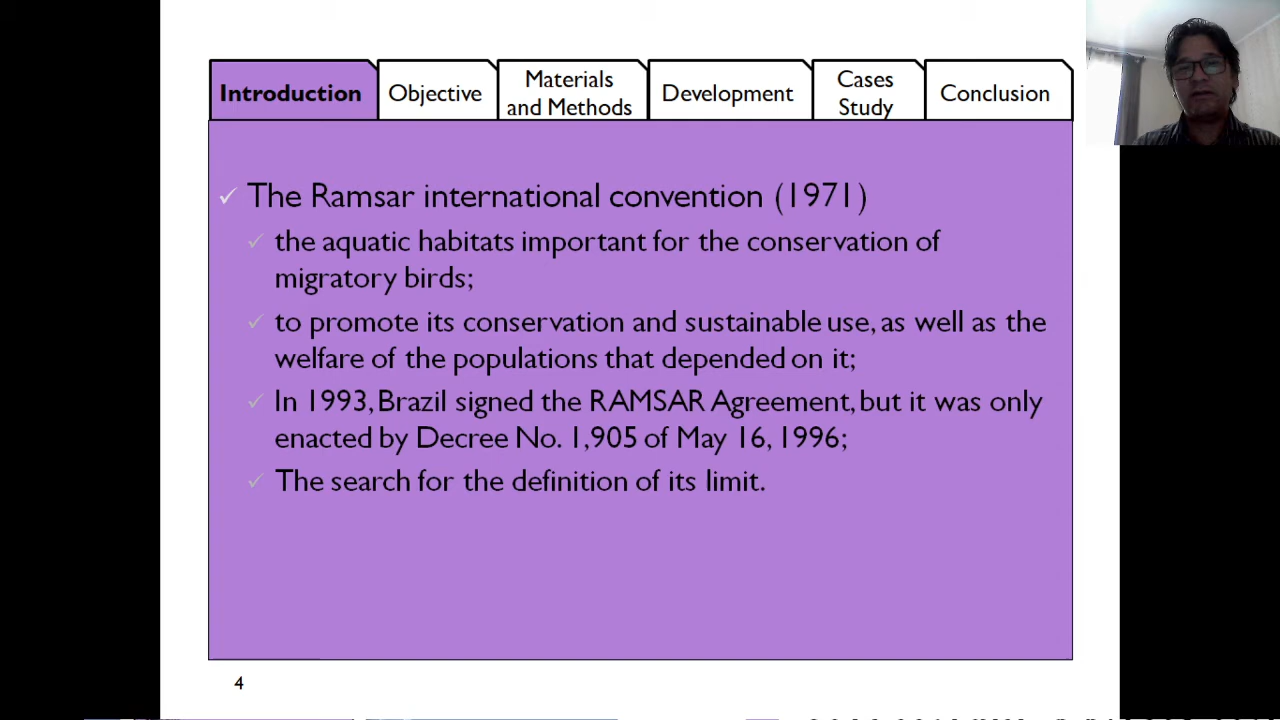 Introduction
Objective
Materials
and Methods
Development
Cases
Study
Conclusion
The Ramsar international convention (1971)
the aquatic habitats important for the conservation of
migratory birds;
to promote its conservation and sustainable use, as well as the
welfare of the populations that depended on it;
In 1993, Brazil signed the RAMSAR Agreement, but it was only
enacted by Decree No. 1,905 of May 16, 1996;
The search for the definition of its limit.
4